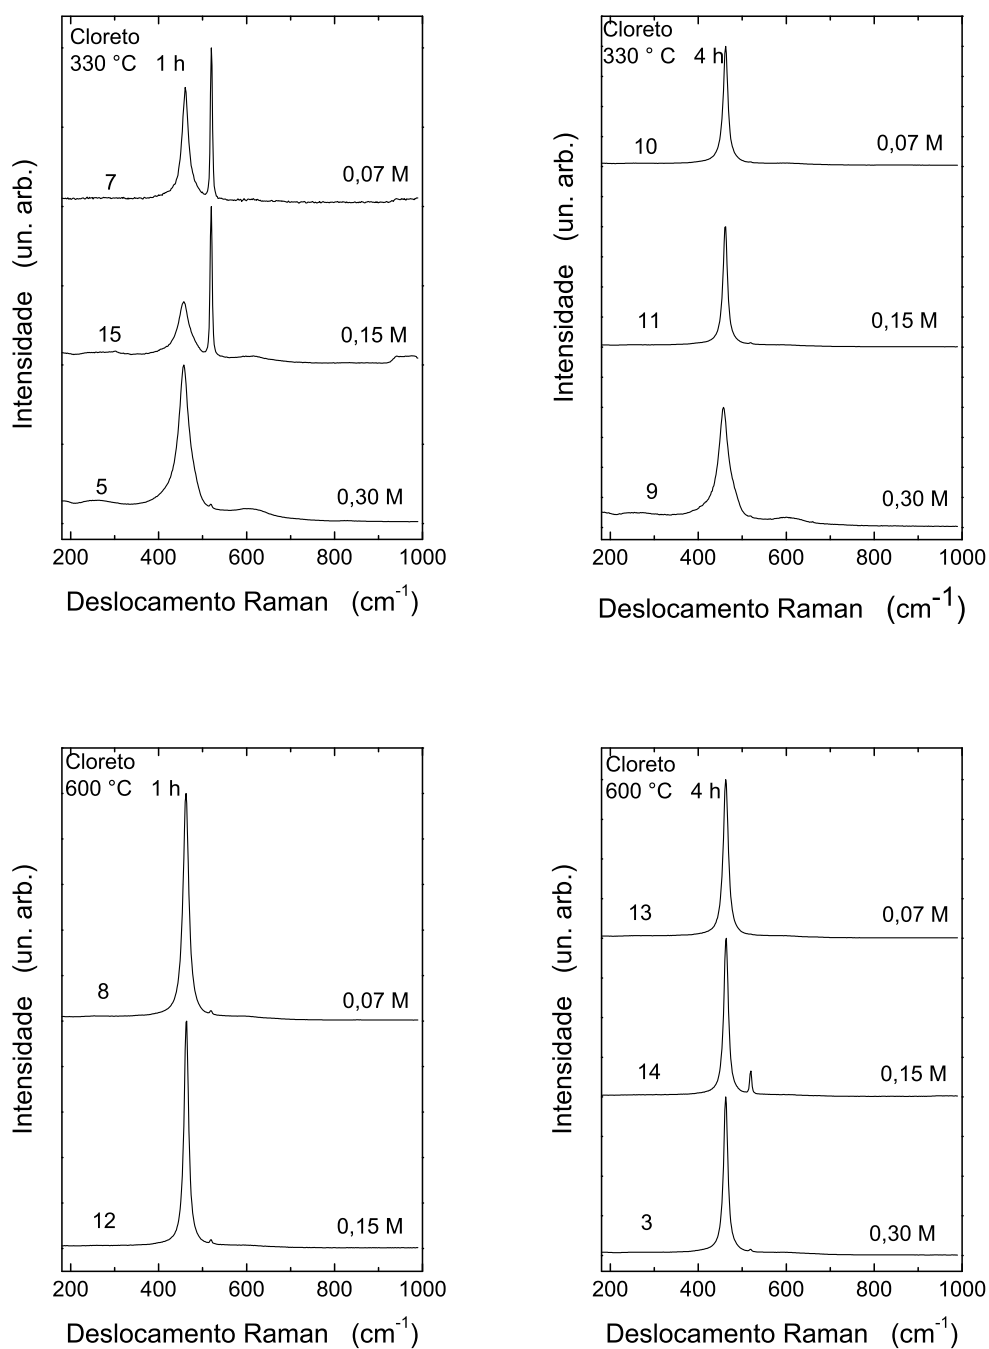 Cloreto
330 °C 1 h
7
0,07 M
15
0,15 M
5
0,30 M
200 400 600 800 1000
Deslocamento Raman (cm-1)
Intensidade (un. arb.)
Cloreto
330 ° C 4 h
10
0,07 M
11
0,15 M
9
0,30 M
200 400 600 800 1000
Deslocamento Raman (cm-1)
Intensidade (un. arb.)
Cloreto
600 °C 1 h
8
0,07 M
12
0,15 M
200 400 600 800 1000
Deslocamento Raman (cm-1)
Intensidade (un. arb.)
Cloreto
600 °C 4 h
13
0,07 M
14
0,15 M
3
0,30 M
200 400 600 800 1000
Deslocamento Raman (cm-1)
Intensidade (un. arb.)